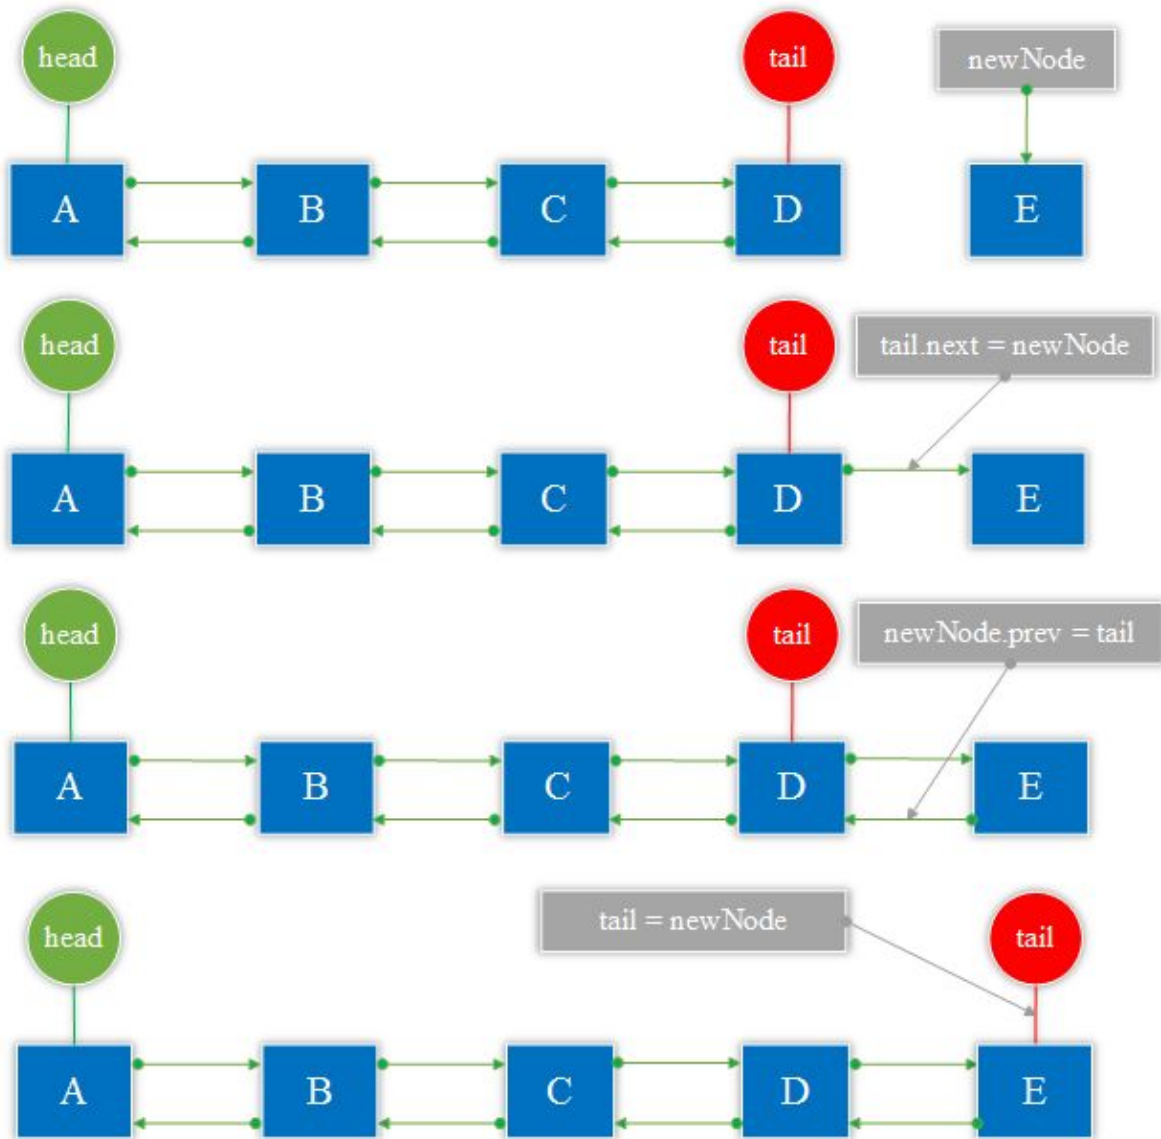 head
tail
newNode
A
B
C
D
E
head
tail
tail.next = newNode
A
B
C
D
E
head
tail
newNode.prev = tail
A
B
C
D
E
head
tail = newNode
tail
A
B
C
D
E